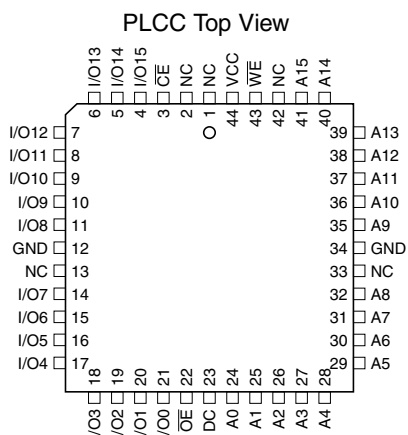 PLCC Top View
I/O13 I/O14 I/O15 CE NC NC VCC WE NC A15 A14
6 5 4 3 2 1 44 43 42 41 40
I/O12 7 39 A13
I/O11 8 38 A12
I/O10 9 37 A11
I/O9 10 36 A10
I/O8 11 35 A9
GND 12 34 GND
NC 13 33 NC
I/O7 14 32 A8
I/O6 15 31 A7
I/O5 16 30 A6
I/O4 17 29 A5
18 19 20 21 22 23 24 25 26 27 28
/O3 /O2 /O1 /O0 OE DC A0 A1 A2 A3 A4